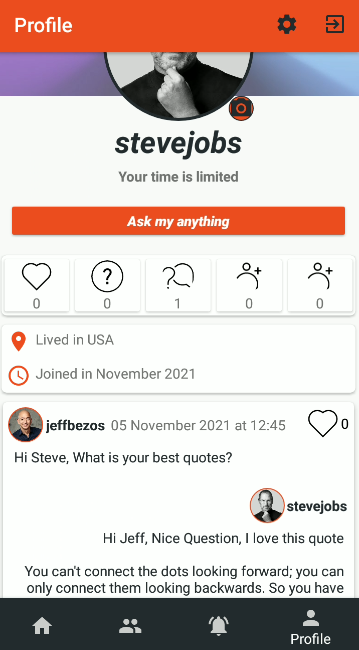 Profile
stevejobs
Your time is limited
Ask my anything
0 0 1 0 0
Lived in USA
Joined in November 2021
jeffbezos 05 November 2021 at 12:45 0
Hi Steve, What is your best quotes?
stevejobs
Hi Jeff, Nice Question, I love this quote
You can't connect the dots looking forward; you can
only connect them looking backwards. So you have
Profile